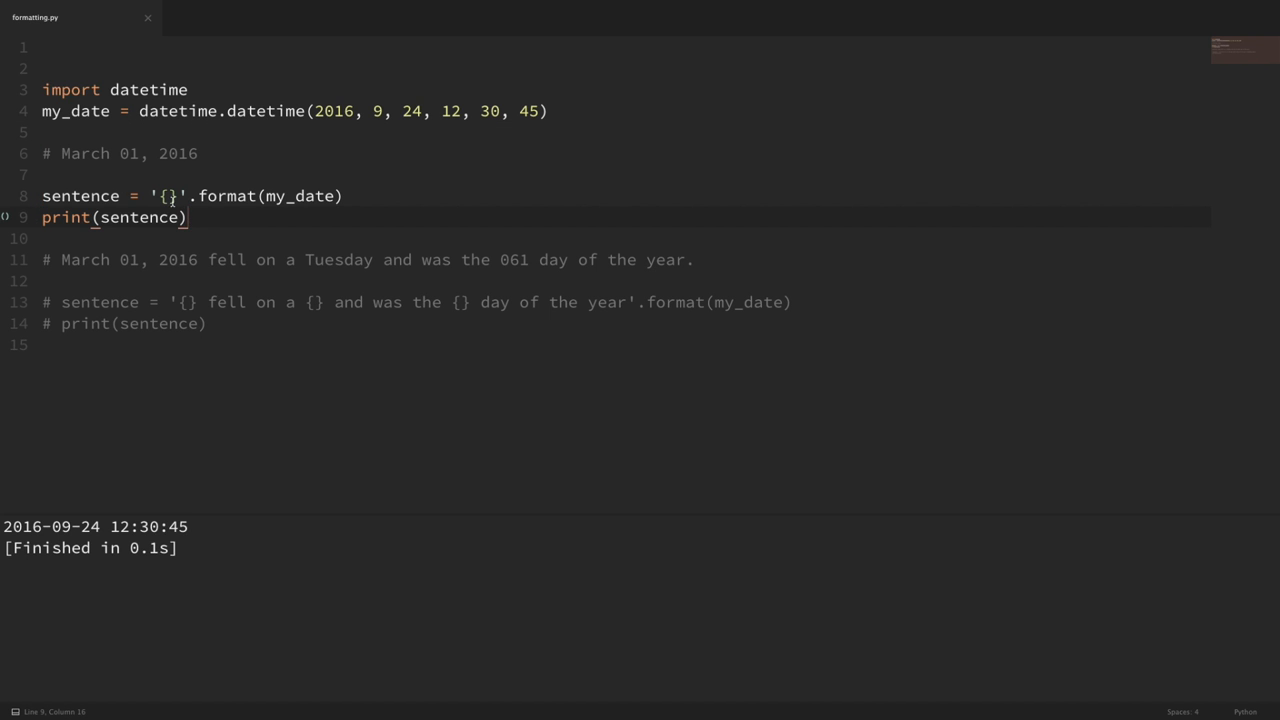 formatting.py ×
1
2
3 import datetime
4 my_date = datetime.datetime(2016, 9, 24, 12, 30, 45)
5
6 # March 01, 2016
7
8 sentence = '{}'.format(my_date)
() 9 print(sentence)
10
11 # March 01, 2016 fell on a Tuesday and was the 061 day of the year.
12
13 # sentence = '{} fell on a {} and was the {} day of the year'.format(my_date)
14 # print(sentence)
15
2016-09-24 12:30:45
[Finished in 0.1s]
Line 9, Column 16 Spaces: 4 Python